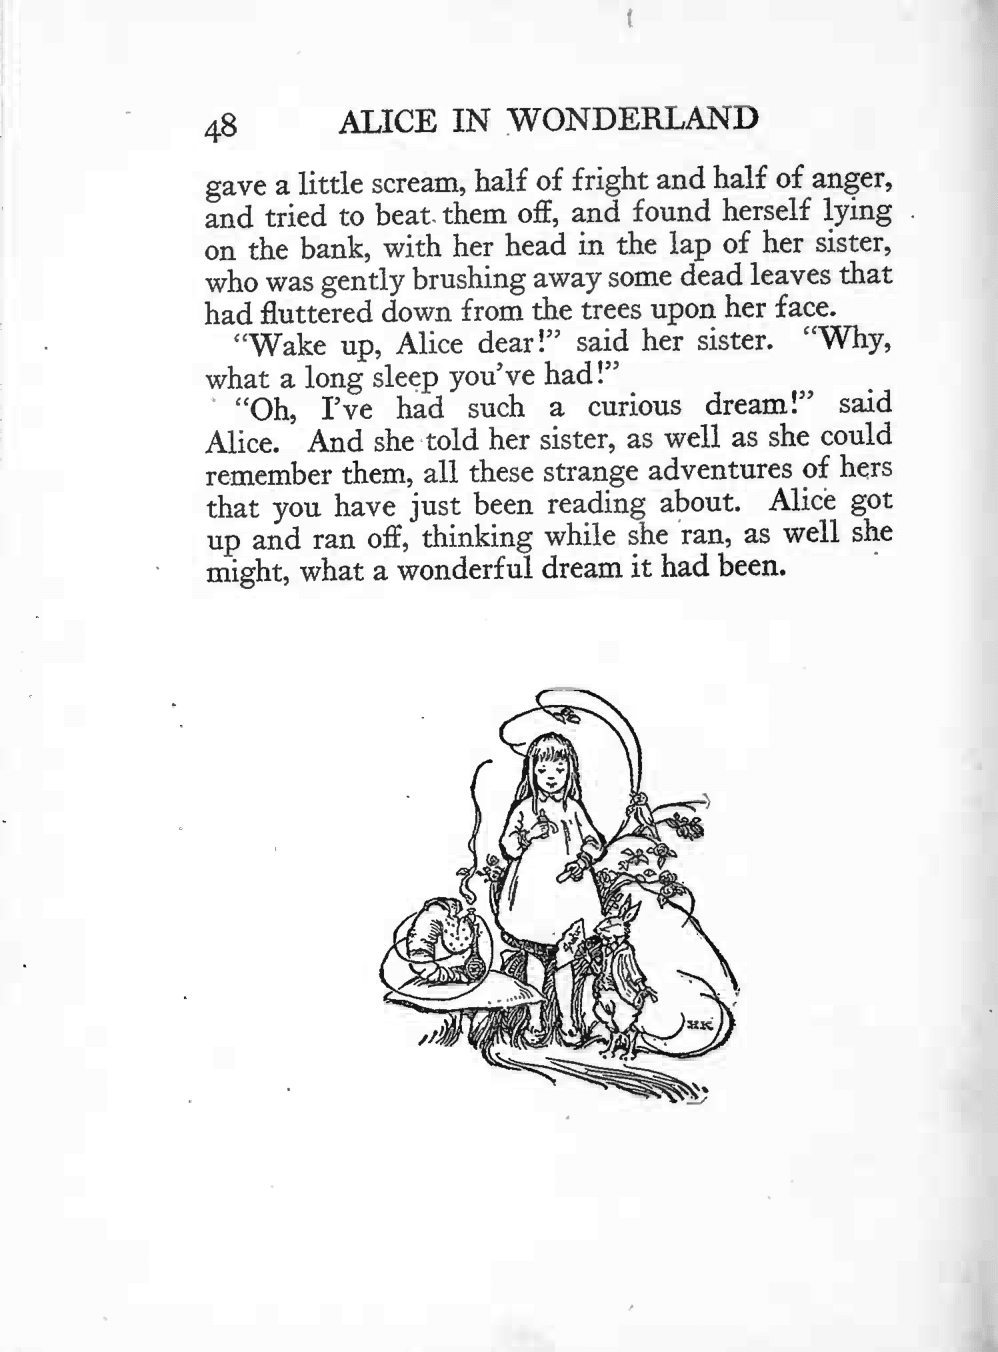 48 ALICE IN WONDERLAND
gave a little scream, half of fright and half of anger,
and tried to beat them off, and found herself lying
on the bank, with her head in the lap of her sister,
who was gently brushing away some dead leaves that
had fluttered down from the trees upon her face.
“Wake up, Alice dear!” said her sister. “Why,
what a long sleep you’ve had!”
“Oh, I’ve had such a curious dream!” said
Alice. And she told her sister, as well as she could
remember them, all these strange adventures of hers
that you have just been reading about. Alice got
up and ran off, thinking while she ran, as well she
might, what a wonderful dream it had been.